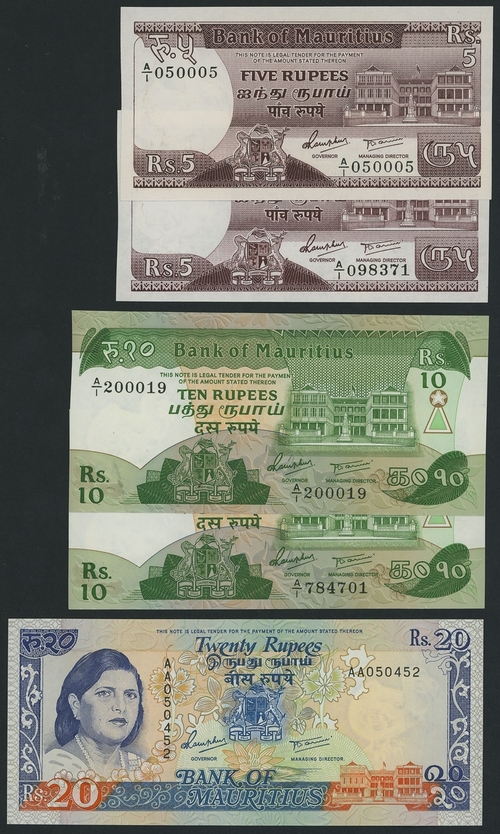 रु.५
Bank of Mauritius
Rs.
5
THIS NOTE IS LEGAL TENDER FOR THE PAYMENT
OF THE AMOUNT STATED THEREON
A/1 050005
FIVE RUPEES
ஐந்து ரூபாய்
पांच रुपये
GOVERNOR
MANAGING DIRECTOR
Rs.5
A/1 050005
पांच रुपये
GOVERNOR
MANAGING DIRECTOR
Rs.5
A/1 098371
रु.१०
Bank of Mauritius
Rs.
10
THIS NOTE IS LEGAL TENDER FOR THE PAYMENT
OF THE AMOUNT STATED THEREON
A/1 200019
TEN RUPEES
பத்து ரூபாய்
दस रुपये
Rs.
10
GOVERNOR
MANAGING DIRECTOR
A/1 200019
दस रुपये
Rs.
10
GOVERNOR
MANAGING DIRECTOR
A/1 784701
रु२०
THIS NOTE IS LEGAL TENDER FOR THE PAYMENT OF THE AMOUNT STATED THEREON
Rs.20
Twenty Rupees
இருபது ரூபாய்
बीस रुपये
AA050452
AA050452
GOVERNOR
MANAGING DIRECTOR.
Rs.20
BANK OF
MAURITIUS
20
२०